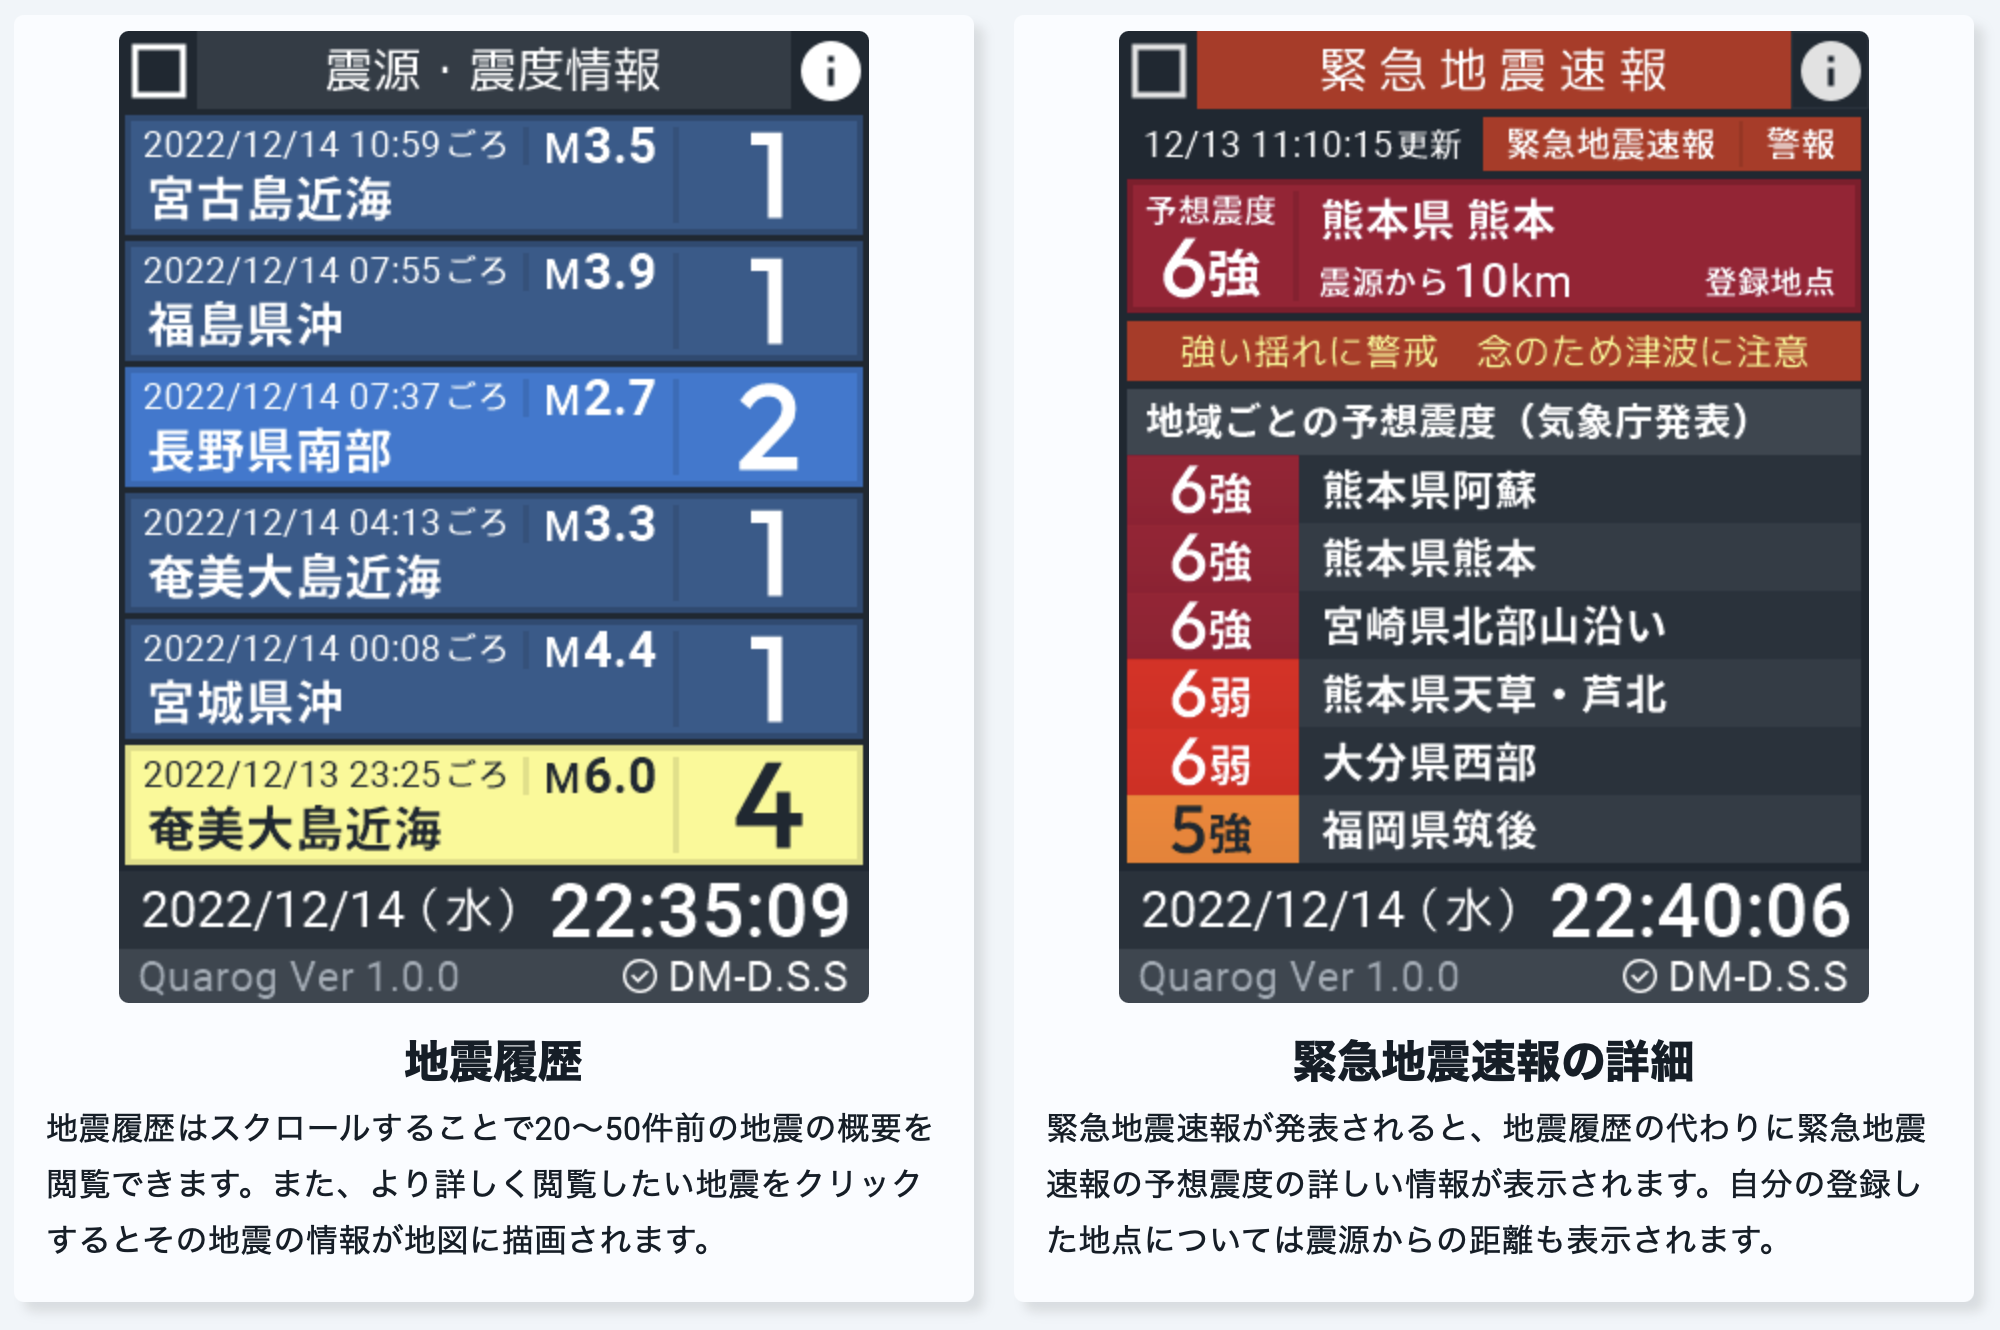 震源・震度情報
2022/12/14 10:59ごろ M3.5 1
宮古島近海
2022/12/14 07:55ごろ M3.9 1
福島県沖
2022/12/14 07:37ごろ M2.7 2
長野県南部
2022/12/14 04:13ごろ M3.3 1
奄美大島近海
2022/12/14 00:08ごろ M4.4 1
宮城県沖
2022/12/13 23:25ごろ M6.0 4
奄美大島近海
2022/12/14（水） 22:35:09
Quarog Ver 1.0.0 DM-D.S.S
地震履歴
地震履歴はスクロールすることで20〜50件前の地震の概要を
閲覧できます。また、より詳しく閲覧したい地震をクリック
するとその地震の情報が地図に描画されます。
緊急地震速報
12/13 11:10:15更新 緊急地震速報 警報
予想震度 熊本県 熊本
6強 震源から10km 登録地点
強い揺れに警戒　念のため津波に注意
地域ごとの予想震度（気象庁発表）
6強 熊本県阿蘇
6強 熊本県熊本
6強 宮崎県北部山沿い
6弱 熊本県天草・芦北
6弱 大分県西部
5強 福岡県筑後
2022/12/14（水） 22:40:06
Quarog Ver 1.0.0 DM-D.S.S
緊急地震速報の詳細
緊急地震速報が発表されると、地震履歴の代わりに緊急地震
速報の予想震度の詳しい情報が表示されます。自分の登録し
た地点については震源からの距離も表示されます。